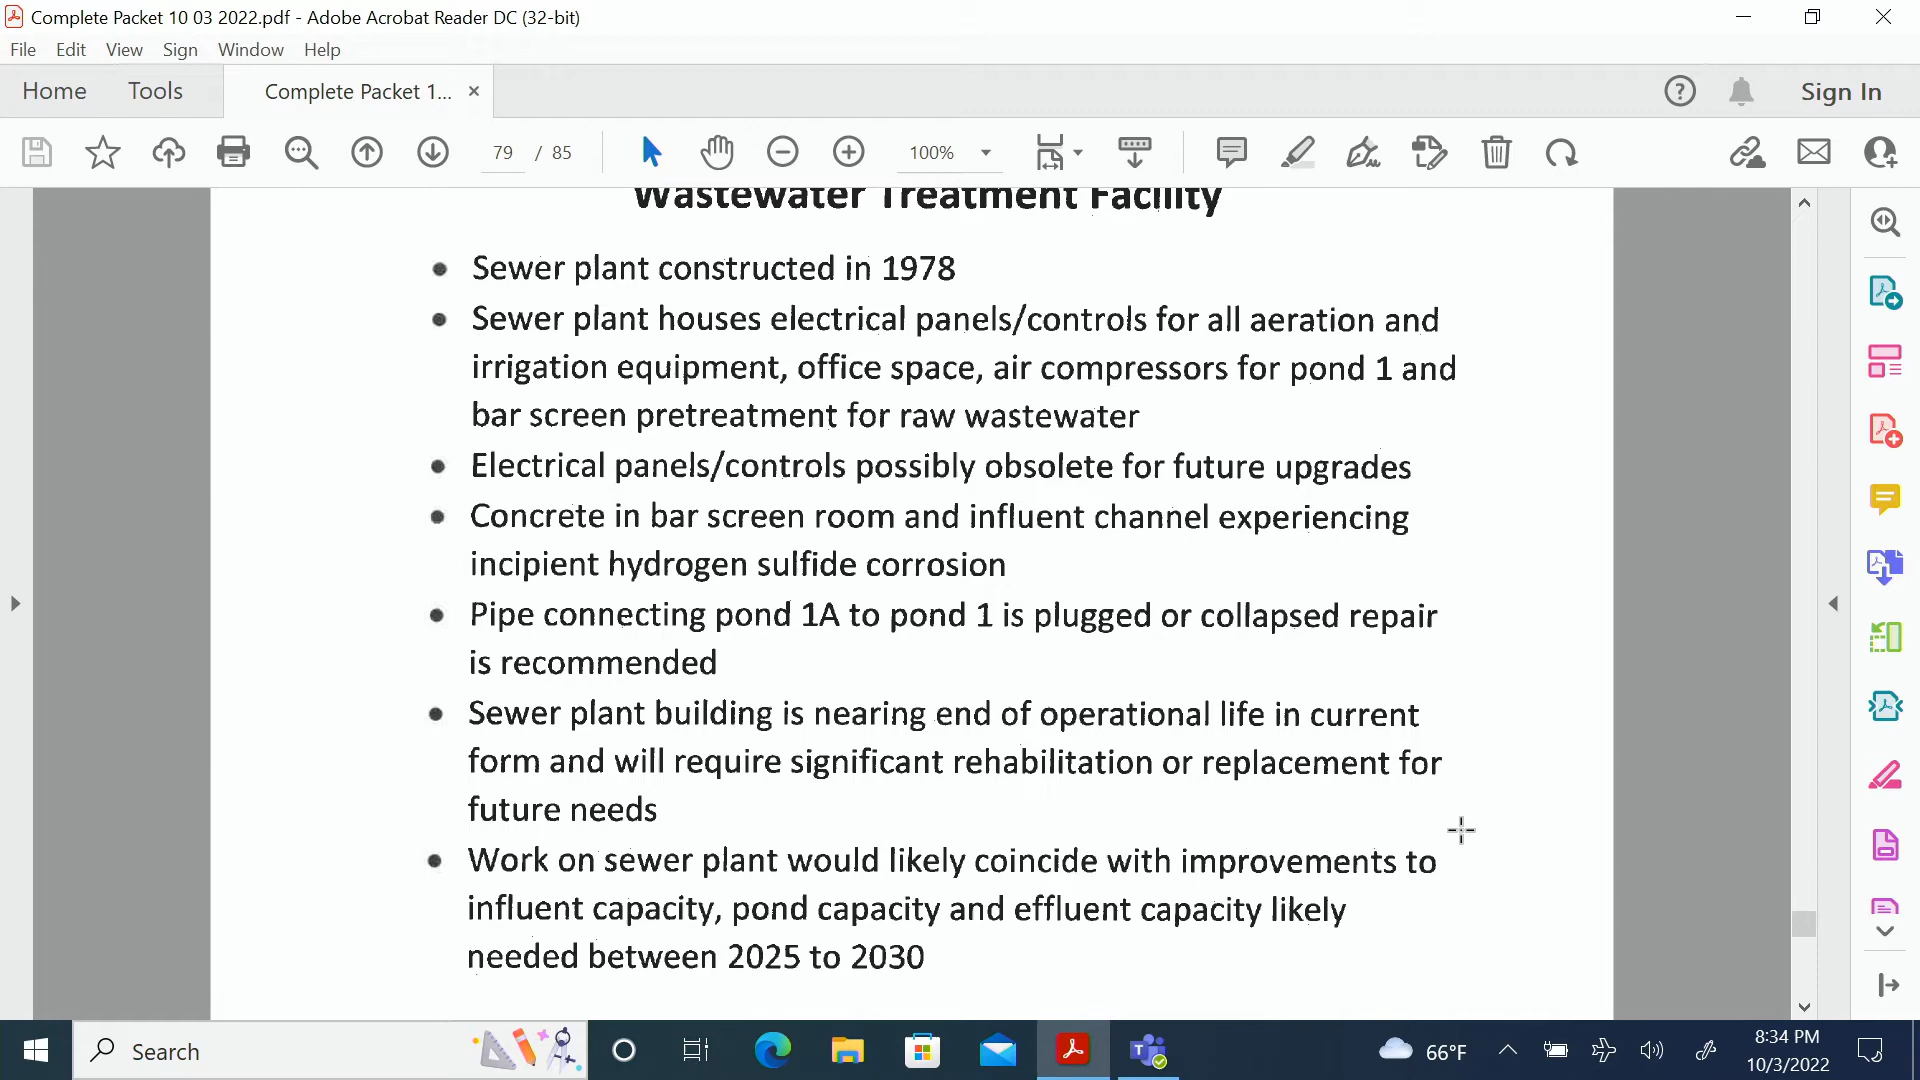 Complete Packet 10 03 2022.pdf - Adobe Acrobat Reader DC (32-bit)
File Edit View Sign Window Help
Home Tools Complete Packet 1... × Sign In
79 / 85 100%
Wastewater Treatment Facility
• Sewer plant constructed in 1978
• Sewer plant houses electrical panels/controls for all aeration and
irrigation equipment, office space, air compressors for pond 1 and
bar screen pretreatment for raw wastewater
• Electrical panels/controls possibly obsolete for future upgrades
• Concrete in bar screen room and influent channel experiencing
incipient hydrogen sulfide corrosion
• Pipe connecting pond 1A to pond 1 is plugged or collapsed repair
is recommended
• Sewer plant building is nearing end of operational life in current
form and will require significant rehabilitation or replacement for
future needs
• Work on sewer plant would likely coincide with improvements to
influent capacity, pond capacity and effluent capacity likely
needed between 2025 to 2030
Search 66°F 8:34 PM
10/3/2022